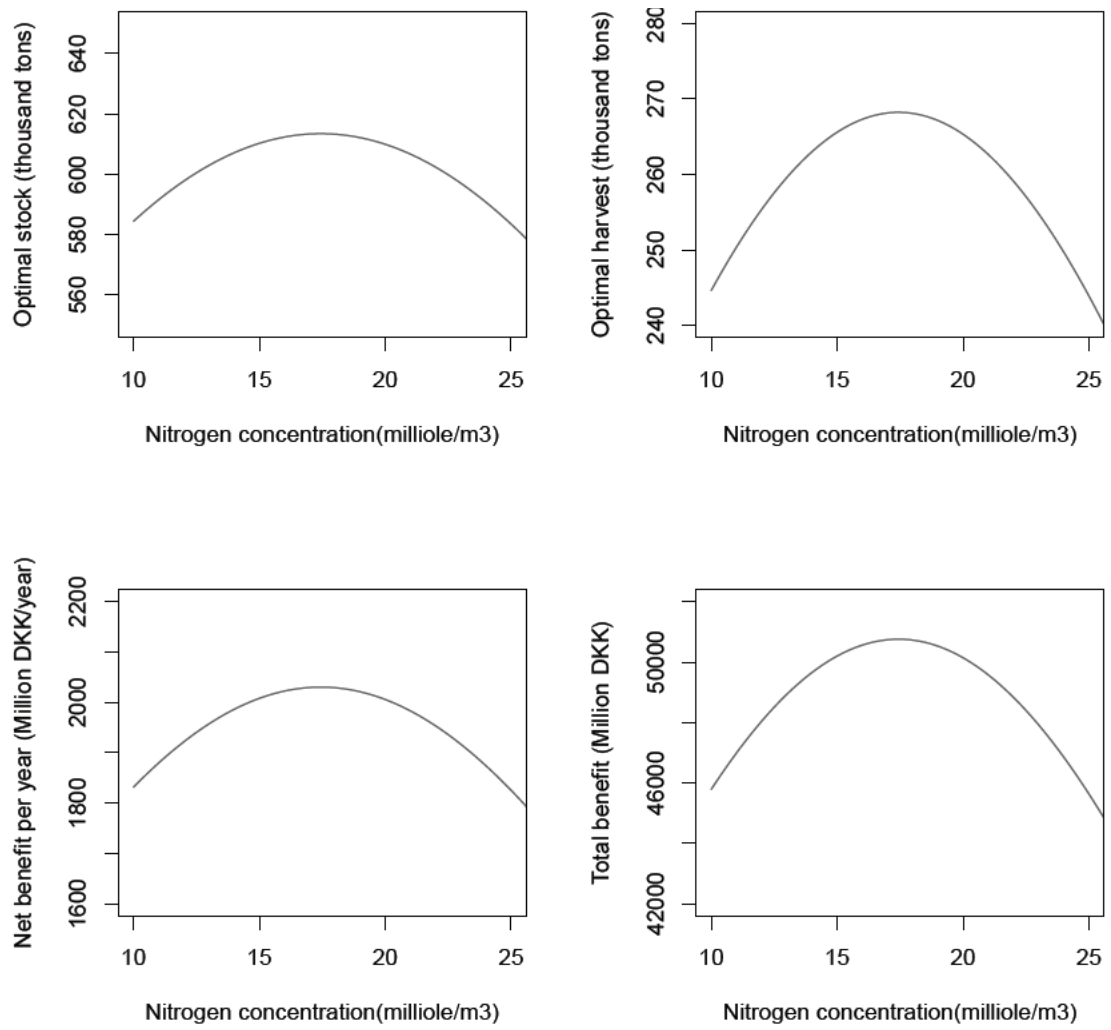 Optimal stock (thousand tons)
640
620
600
580
560
10 15 20 25
Nitrogen concentration(milliole/m3)
Optimal harvest (thousand tons)
280
270
260
250
240
10 15 20 25
Nitrogen concentration(milliole/m3)
Net benefit per year (Million DKK/year)
2200
2000
1800
1600
10 15 20 25
Nitrogen concentration(milliole/m3)
Total benefit (Million DKK)
50000
46000
42000
10 15 20 25
Nitrogen concentration(milliole/m3)